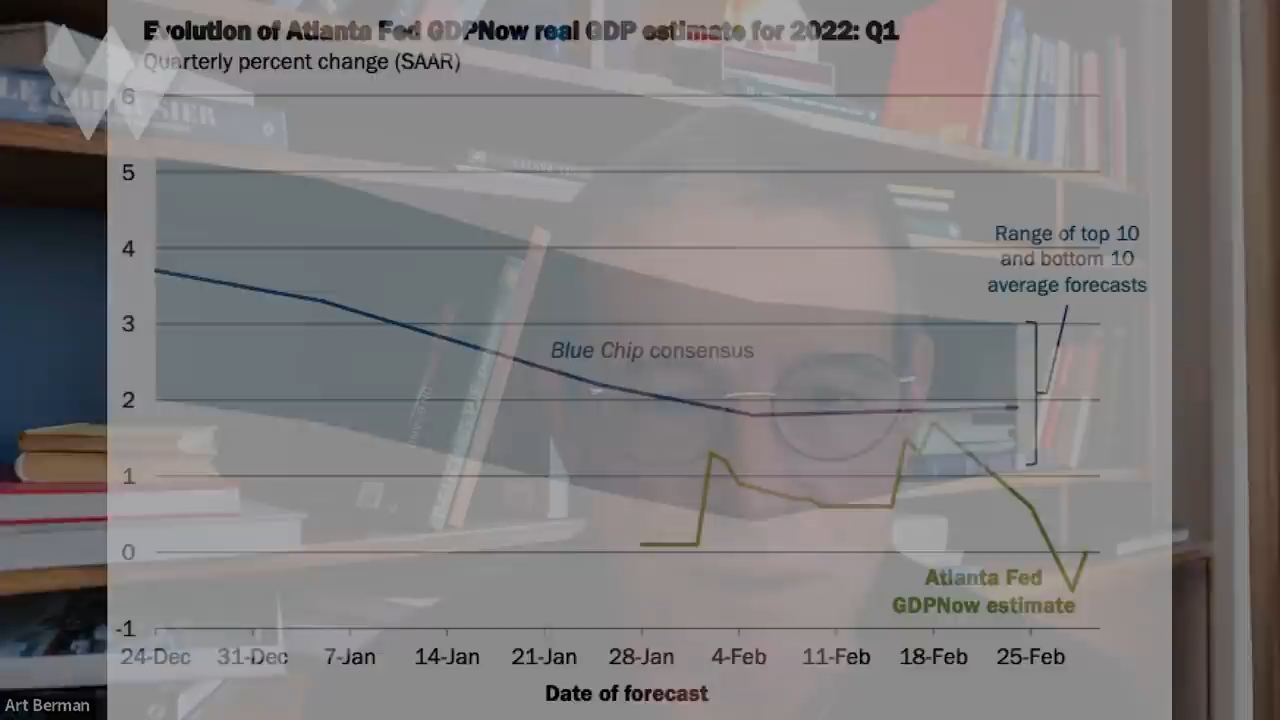 Evolution of Atlanta Fed GDPNow real GDP estimate for 2022: Q1
Quarterly percent change (SAAR)
6
5
4
3
2
1
0
-1
Range of top 10
and bottom 10
average forecasts
Blue Chip consensus
Atlanta Fed
GDPNow estimate
24-Dec 31-Dec 7-Jan 14-Jan 21-Jan 28-Jan 4-Feb 11-Feb 18-Feb 25-Feb
Date of forecast
Art Berman